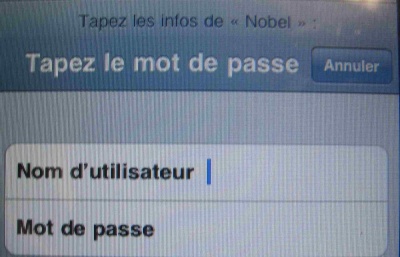 Tapez les infos de « Nobel » :
Tapez le mot de passe
Annuler
Nom d'utilisateur
Mot de passe